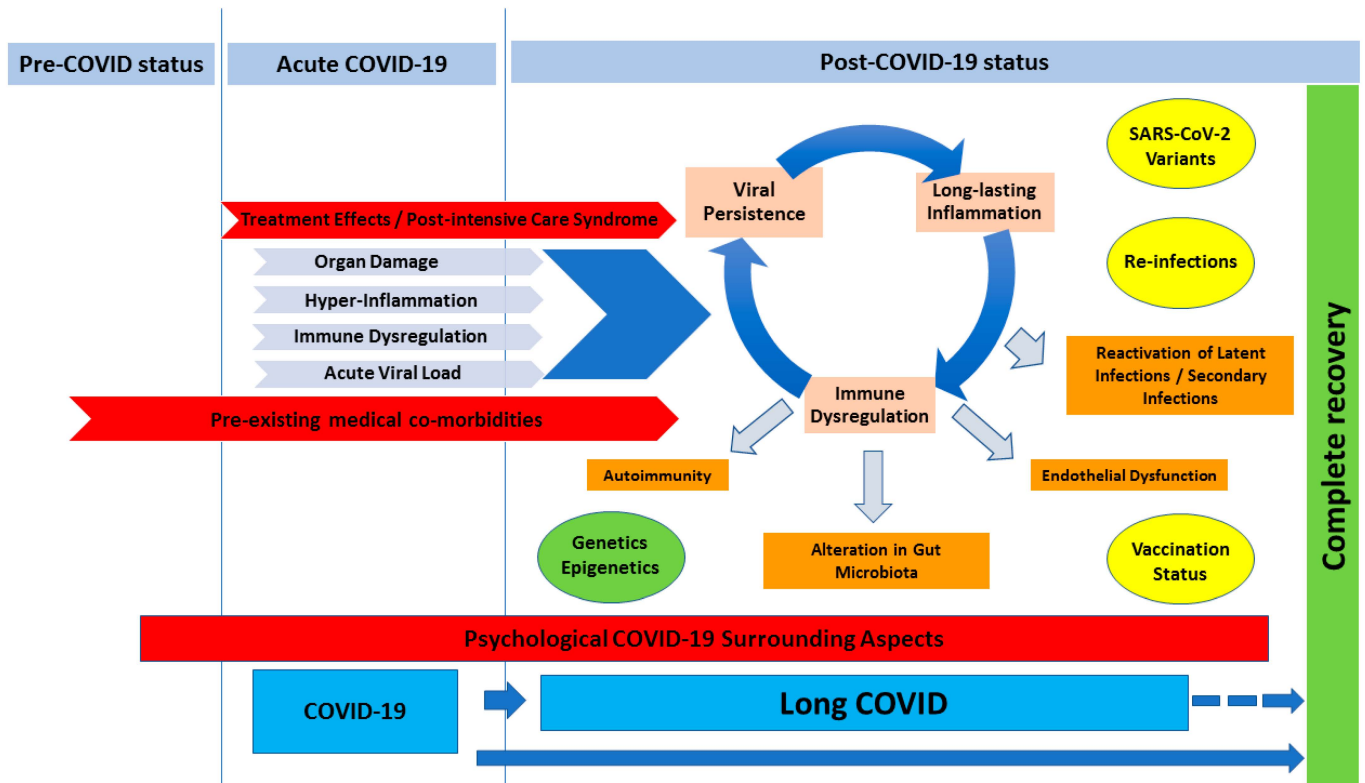 Pre-COVID status
Acute COVID-19
Post-COVID-19 status
SARS-CoV-2
Variants
Viral
Persistence
Long-lasting
Inflammation
Treatment Effects / Post-intensive Care Syndrome
Organ Damage
Hyper-Inflammation
Immune Dysregulation
Acute Viral Load
Re-infections
Reactivation of Latent
Infections / Secondary
Infections
Pre-existing medical co-morbidities
Immune
Dysregulation
Autoimmunity
Endothelial Dysfunction
Genetics
Epigenetics
Alteration in Gut
Microbiota
Vaccination
Status
Complete recovery
Psychological COVID-19 Surrounding Aspects
COVID-19
Long COVID